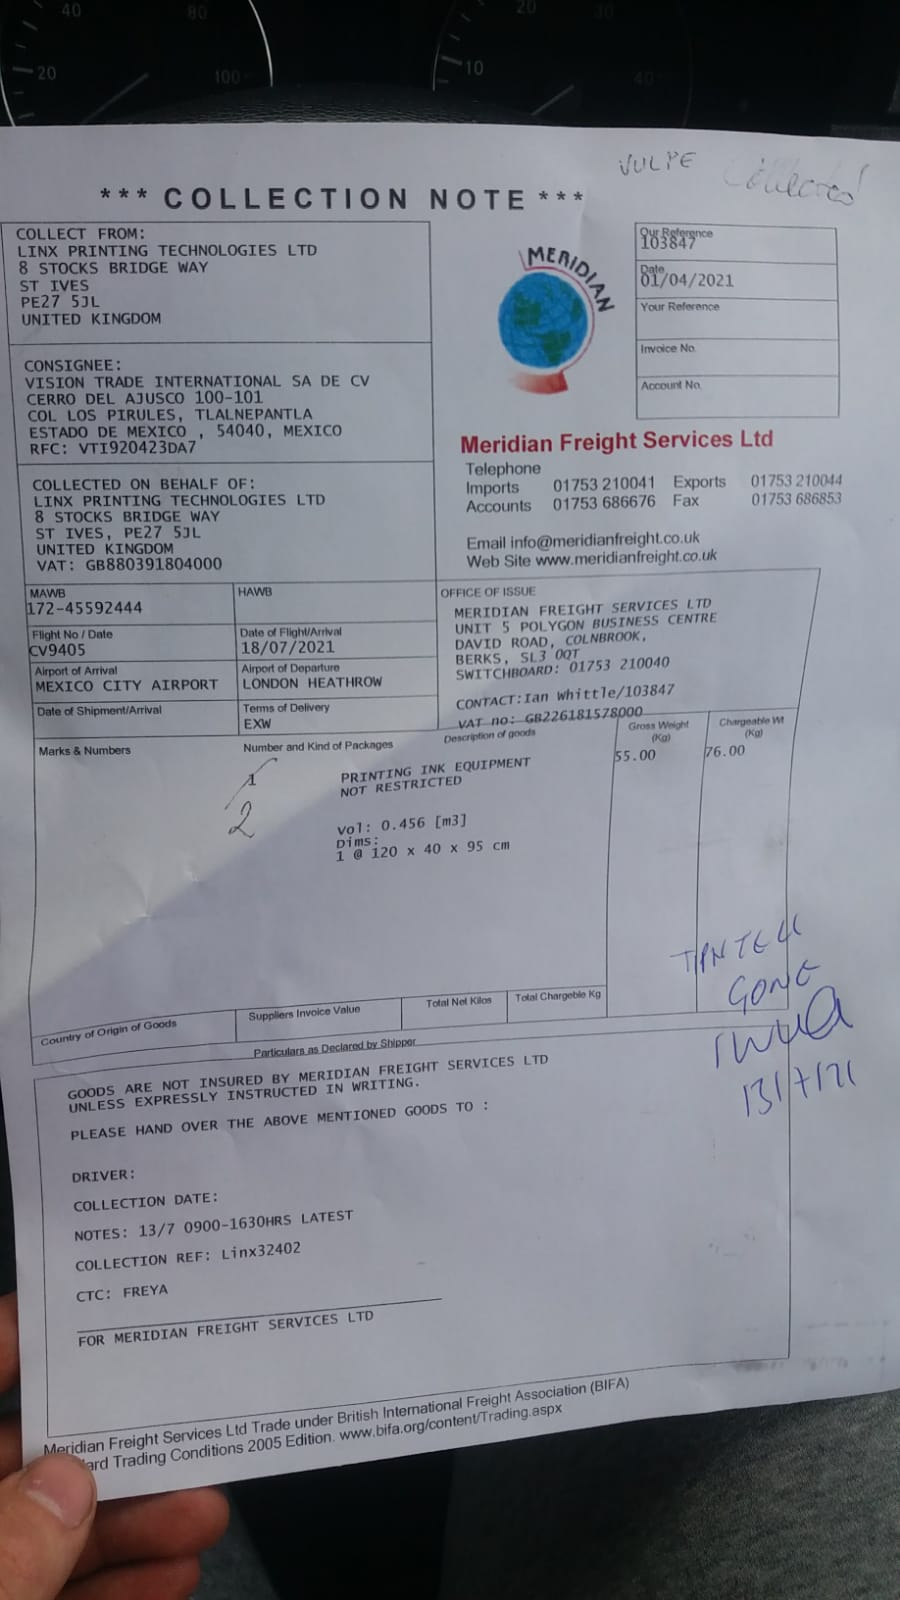 40
80
20
100
20
30
10
40
VULPE Collected
*** COLLECTION NOTE ***
COLLECT FROM:
LINX PRINTING TECHNOLOGIES LTD
8 STOCKS BRIDGE WAY
ST IVES
PE27 5JL
UNITED KINGDOM
CONSIGNEE:
VISION TRADE INTERNATIONAL SA DE CV
CERRO DEL AJUSCO 100-101
COL LOS PIRULES, TLALNEPANTLA
ESTADO DE MEXICO , 54040, MEXICO
RFC: VTI920423DA7
COLLECTED ON BEHALF OF:
LINX PRINTING TECHNOLOGIES LTD
8 STOCKS BRIDGE WAY
ST IVES, PE27 5JL
UNITED KINGDOM
VAT: GB880391804000
MERIDIAN
Our Reference
103847
Date
01/04/2021
Your Reference
Invoice No.
Account No.
Meridian Freight Services Ltd
Telephone
Imports 01753 210041 Exports 01753 210044
Accounts 01753 686676 Fax 01753 686853
Email info@meridianfreight.co.uk
Web Site www.meridianfreight.co.uk
MAWB
172-45592444
HAWB
Flight No / Date
CV9405
Date of Flight/Arrival
18/07/2021
Airport of Arrival
MEXICO CITY AIRPORT
Airport of Departure
LONDON HEATHROW
Date of Shipment/Arrival
Terms of Delivery
EXW
OFFICE OF ISSUE
MERIDIAN FREIGHT SERVICES LTD
UNIT 5 POLYGON BUSINESS CENTRE
DAVID ROAD, COLNBROOK,
BERKS, SL3 0QT
SWITCHBOARD: 01753 210040
CONTACT:Ian Whittle/103847
VAT no: GB226181578000
Marks & Numbers
Number and Kind of Packages
Description of goods
Gross Weight
(Kg)
Chargeable Wt
(Kg)
1
2
PRINTING INK EQUIPMENT
NOT RESTRICTED
55.00
76.00
Vol: 0.456 [m3]
Dims:
1 @ 120 x 40 x 95 cm
GONE
13/7/21
Country of Origin of Goods
Suppliers Invoice Value
Total Net Kilos
Total Chargeble Kg
Particulars as Declared by Shipper
GOODS ARE NOT INSURED BY MERIDIAN FREIGHT SERVICES LTD
UNLESS EXPRESSLY INSTRUCTED IN WRITING.
PLEASE HAND OVER THE ABOVE MENTIONED GOODS TO :
DRIVER:
COLLECTION DATE:
NOTES: 13/7 0900-1630HRS LATEST
COLLECTION REF: Linx32402
CTC: FREYA
FOR MERIDIAN FREIGHT SERVICES LTD
Meridian Freight Services Ltd Trade under British International Freight Association (BIFA)
Trading Conditions 2005 Edition. www.bifa.org/content/Trading.aspx